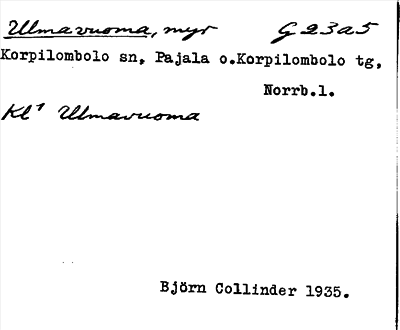 Ulmavuoma, myr G23a5
Korpilombolo sn, Pajala o.Korpilombolo tg,
Norrb.l.
Kl¹ Ulmavuoma
Björn Collinder 1935.